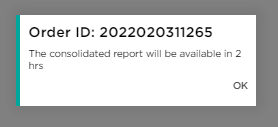 Order ID: 2022020311265
The consolidated report will be available in 2
hrs
OK